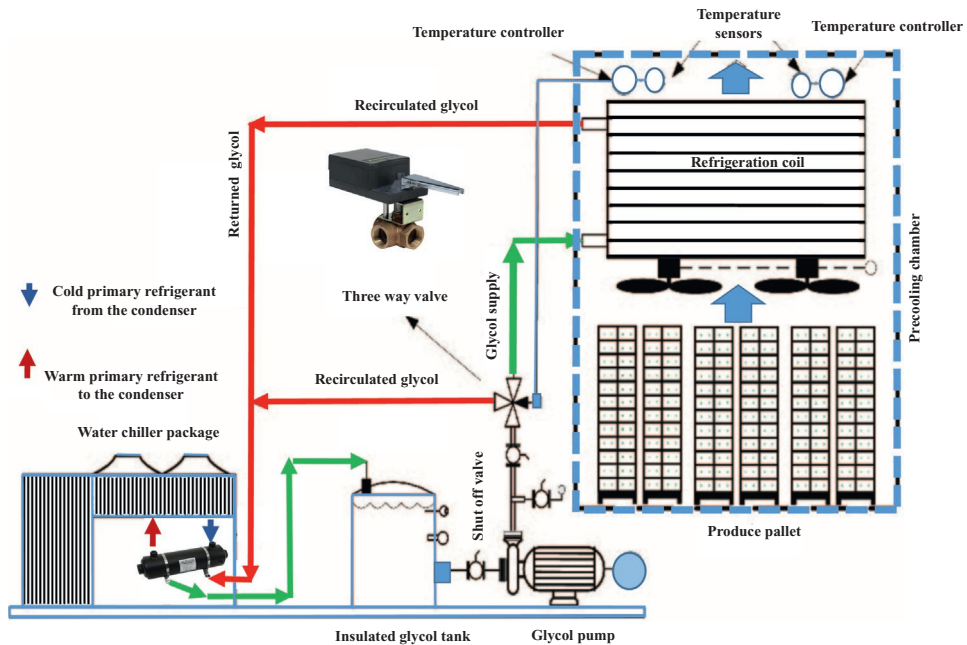 Temperature controller
Temperature
sensors
Temperature controller
Recirculated glycol
Returned glycol
Refrigeration coil
Precooling chamber
Cold primary refrigerant
from the condenser
Three way valve
Glycol supply
Warm primary refrigerant
to the condenser
Recirculated glycol
Water chiller package
Shut off valve
Produce pallet
Insulated glycol tank
Glycol pump